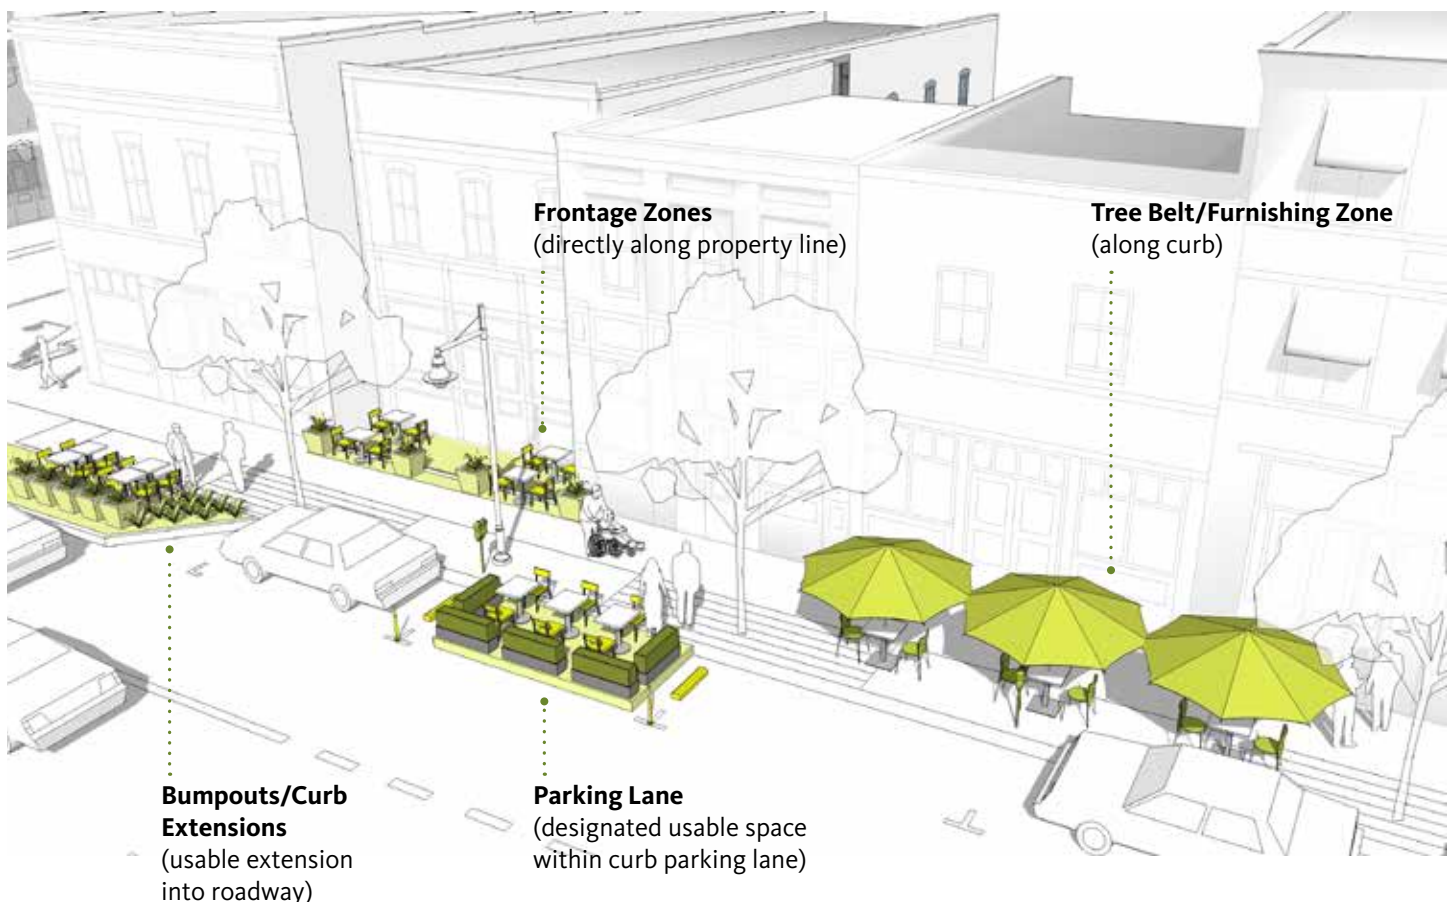 Frontage Zones
(directly along property line)
Tree Belt/Furnishing Zone
(along curb)
Bumpouts/Curb
Extensions
(usable extension
into roadway)
Parking Lane
(designated usable space
within curb parking lane)